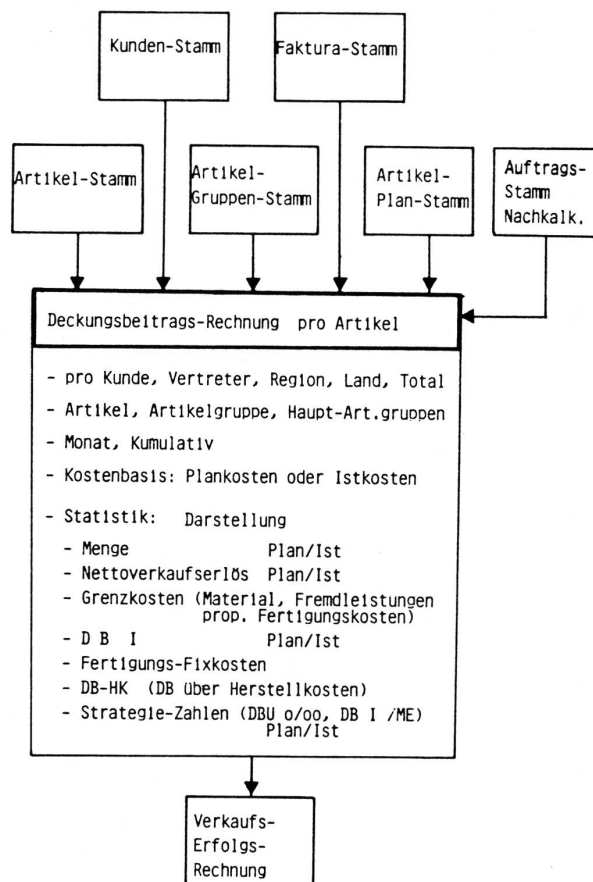 Kunden-Stamm
Faktura-Stamm
Artikel-Stamm
Artikel-
Gruppen-Stamm
Artikel-
Plan-Stamm
Auftrags-
Stamm
Nachkalk.
Deckungsbeitrags-Rechnung pro Artikel
- pro Kunde, Vertreter, Region, Land, Total
- Artikel, Artikelgruppe, Haupt-Art.gruppen
- Monat, Kumulativ
- Kostenbasis: Plankosten oder Istkosten
- Statistik: Darstellung
- Menge Plan/Ist
- Nettoverkaufserlös Plan/Ist
- Grenzkosten (Material, Fremdleistungen
prop. Fertigungskosten)
- D B I Plan/Ist
- Fertigungs-Fixkosten
- DB-HK (DB über Herstellkosten)
- Strategie-Zahlen (DBU o/oo, DB I /ME)
Plan/Ist
Verkaufs-
Erfolgs-
Rechnung